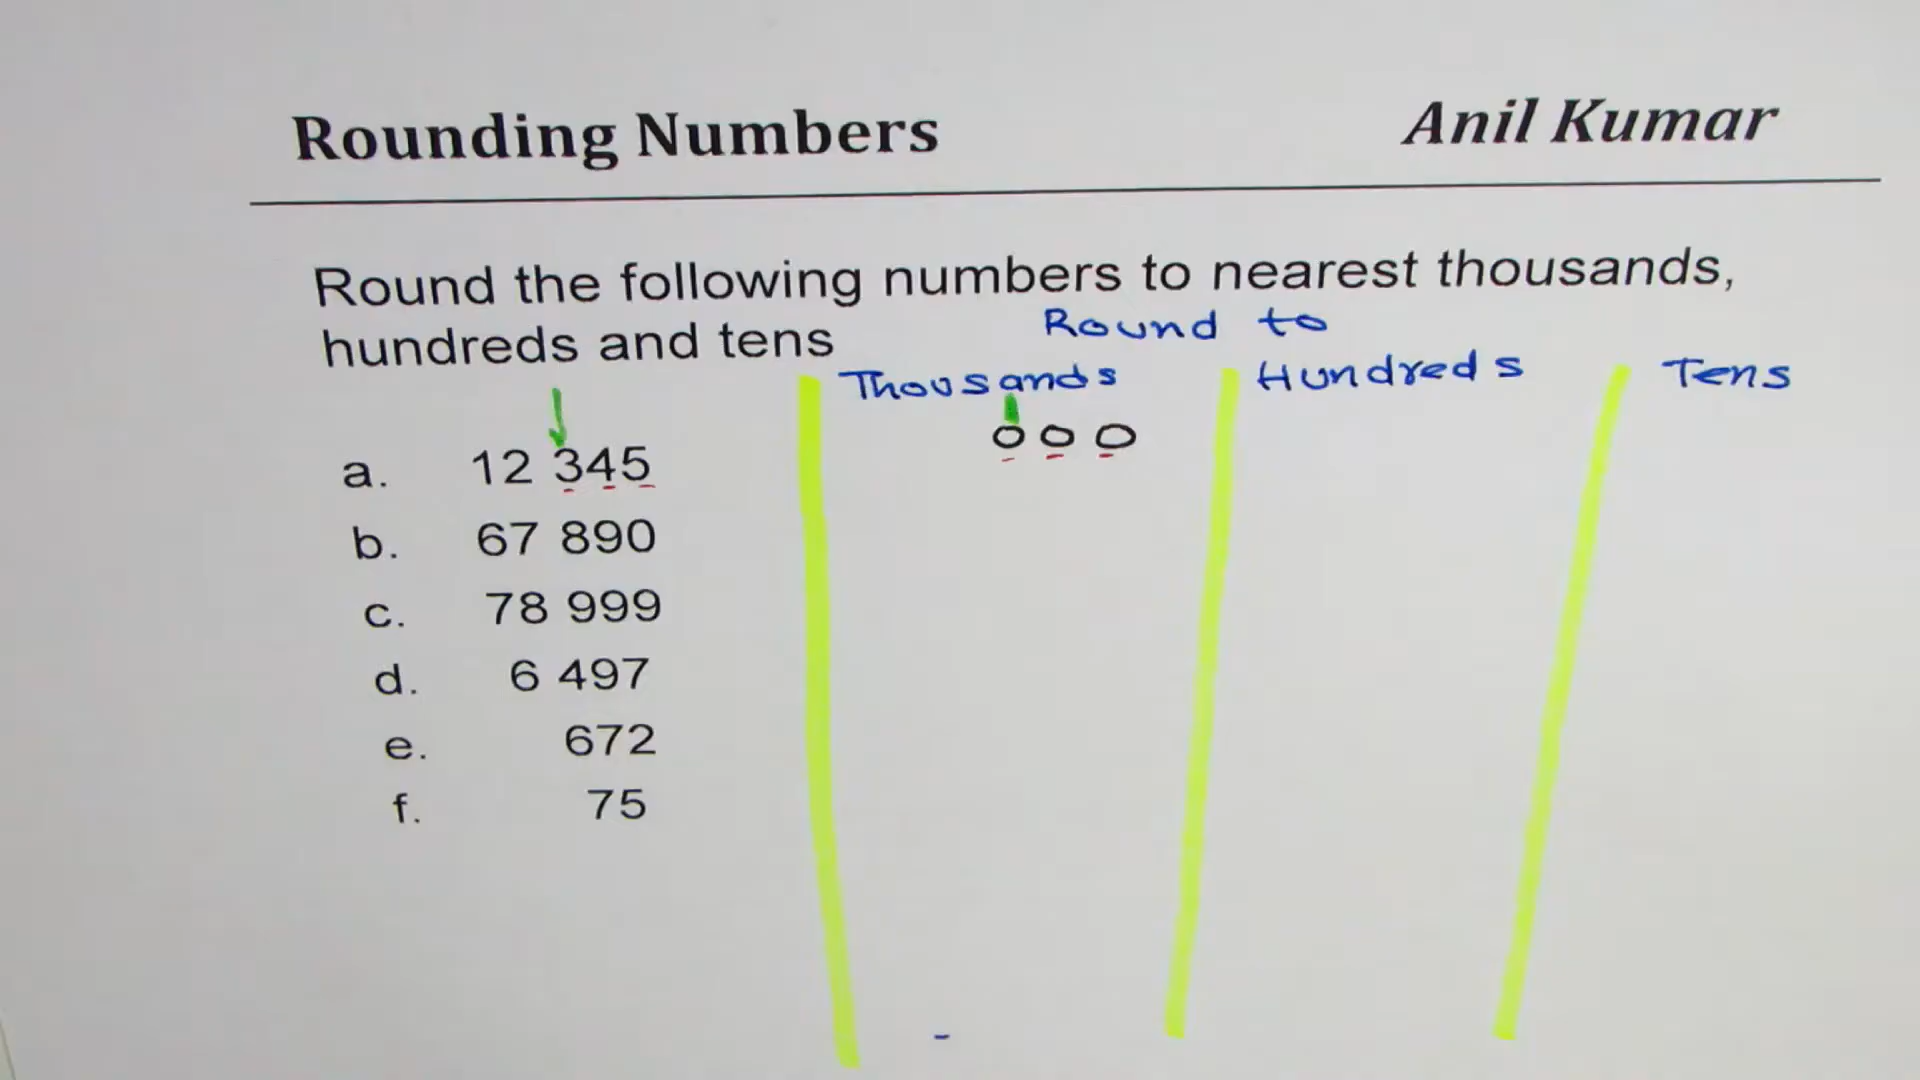 Rounding Numbers Anil Kumar
Round the following numbers to nearest thousands,
hundreds and tens
Round to
Thousands Hundreds Tens
a. 12 345 000
b. 67 890
c. 78 999
d. 6 497
e. 672
f. 75